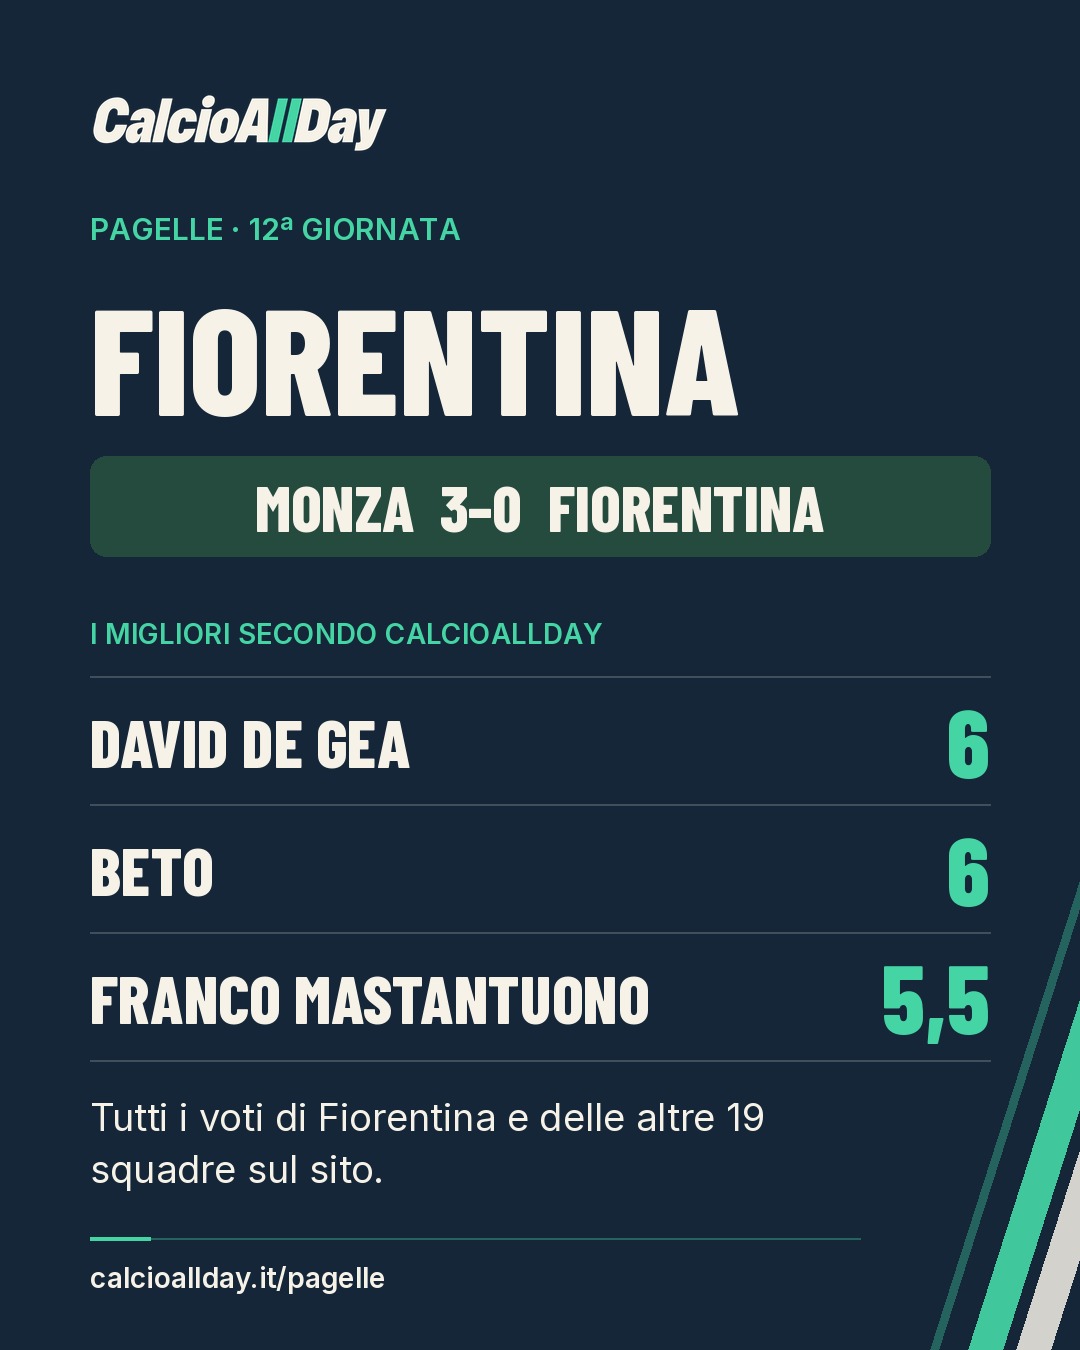 CalcioAllDay
PAGELLE · 12ª GIORNATA
FIORENTINA
MONZA 3–0 FIORENTINA
I MIGLIORI SECONDO CALCIOALLDAY
DAVID DE GEA 6
BETO 6
FRANCO MASTANTUONO 5,5
Tutti i voti di Fiorentina e delle altre 19
squadre sul sito.
calcioallday.it/pagelle